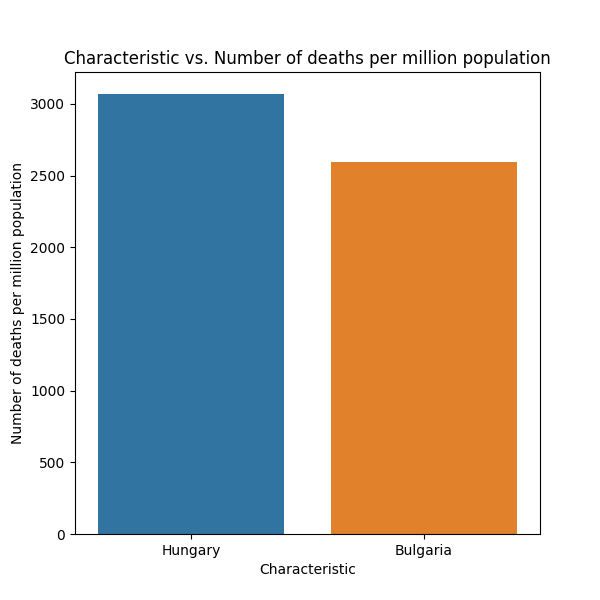 Characteristic vs. Number of deaths per million population
Number of deaths per million population
3000
2500
2000
1500
1000
500
0
Hungary
Bulgaria
Characteristic